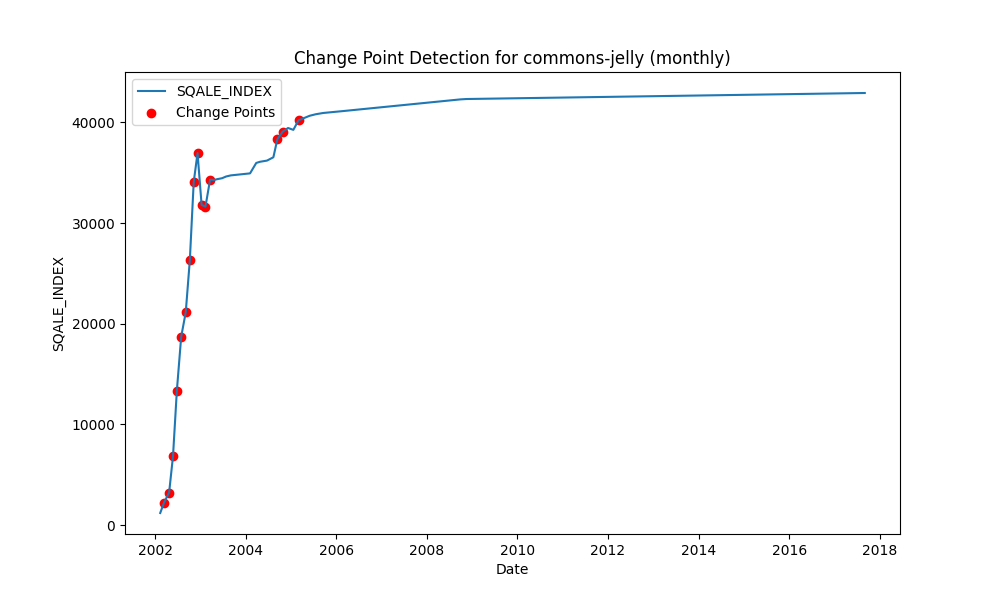 Change Point Detection for commons-jelly (monthly)
SQALE_INDEX
Change Points
SQALE_INDEX
40000
30000
20000
10000
0
2002 2004 2006 2008 2010 2012 2014 2016 2018
Date